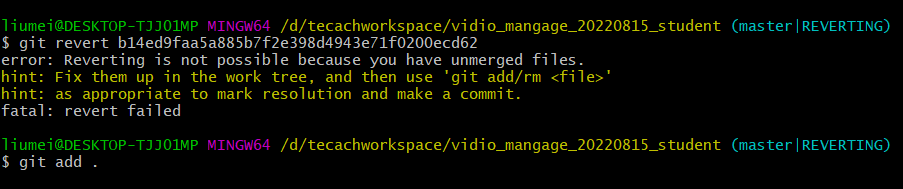 liumei@DESKTOP-TJJO1MP MINGW64 /d/tecachworkspace/vidio_mangage_20220815_student (master|REVERTING)
$ git revert b14ed9faa5a885b7f2e398d4943e71f0200ecd62
error: Reverting is not possible because you have unmerged files.
hint: Fix them up in the work tree, and then use 'git add/rm <file>'
hint: as appropriate to mark resolution and make a commit.
fatal: revert failed
liumei@DESKTOP-TJJO1MP MINGW64 /d/tecachworkspace/vidio_mangage_20220815_student (master|REVERTING)
$ git add .